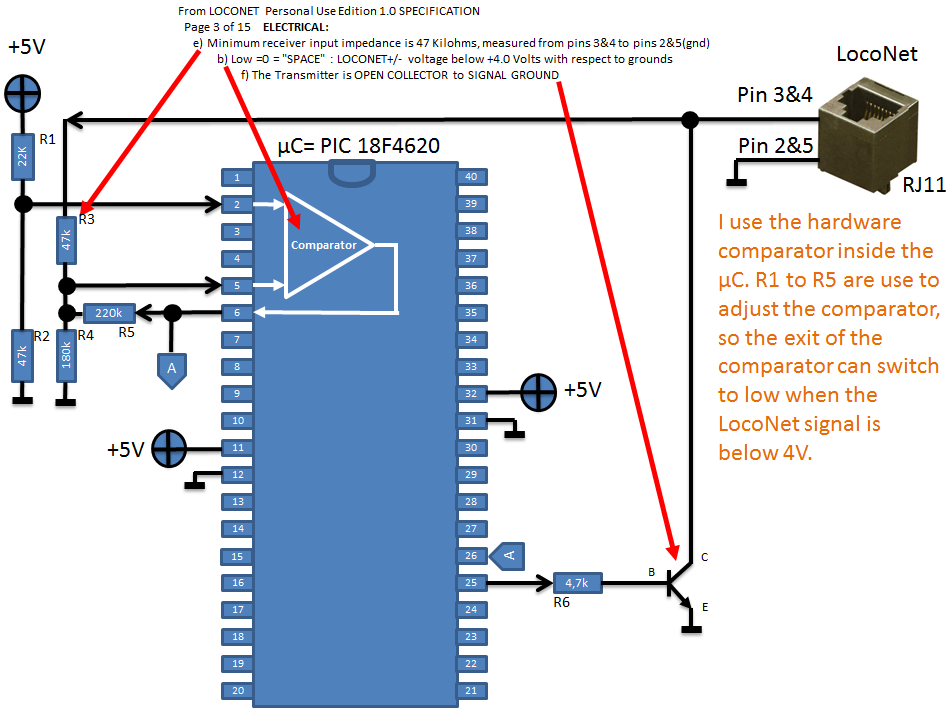 From LOCONET Personal Use Edition 1.0 SPECIFICATION
Page 3 of 15 ELECTRICAL:
e) Minimum receiver input impedance is 47 Kilohms, measured from pins 3&4 to pins 2&5(gnd)
b) Low =0 = "SPACE" : LOCONET+/- voltage below +4.0 Volts with respect to grounds
f) The Transmitter is OPEN COLLECTOR to SIGNAL GROUND
+5V
LocoNet
Pin 3&4
Pin 2&5
RJ11
R1
22K
µC= PIC 18F4620
R3
47k
R2
47k
R4
180k
220k
R5
A
Comparator
1
2
3
4
5
6
7
8
9
10
11
12
13
14
15
16
17
18
19
20
40
39
38
37
36
35
34
33
32
31
30
29
28
27
26
25
24
23
22
21
+5V
+5V
A
4,7k
R6
B
C
E
I use the hardware
comparator inside the
µC. R1 to R5 are use to
adjust the comparator,
so the exit of the
comparator can switch
to low when the
LocoNet signal is
below 4V.